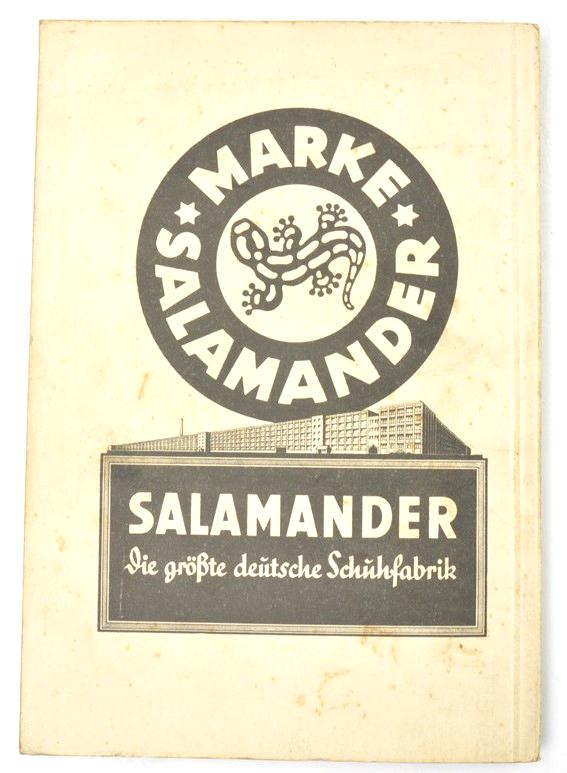 MARKE
SALAMANDER
SALAMANDER
Die größte deutsche Schuhfabrik